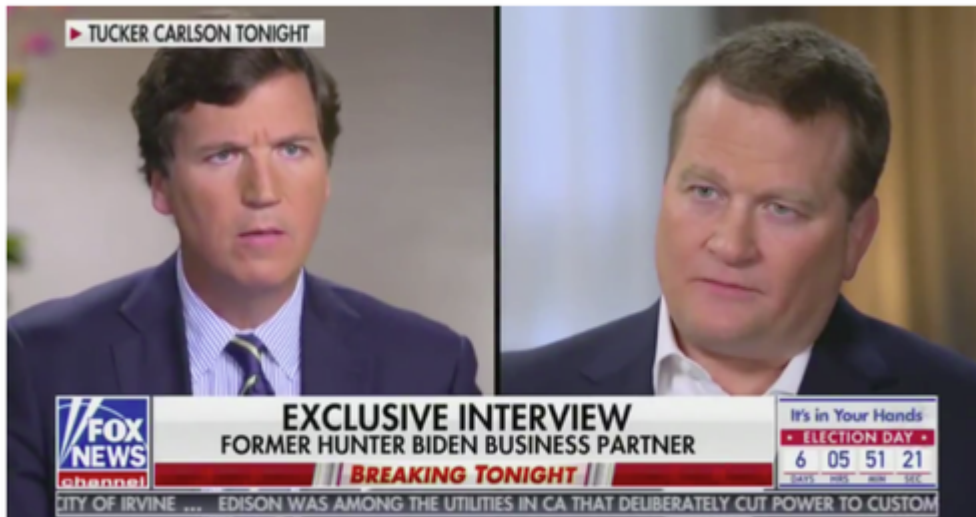 TUCKER CARLSON TONIGHT
EXCLUSIVE INTERVIEW
FORMER HUNTER BIDEN BUSINESS PARTNER
BREAKING TONIGHT
FOX
NEWS
channel
It's in Your Hands
ELECTION DAY
6 05 51 21
DAYS HRS MIN SEC
CITY OF IRVINE ... EDISON WAS AMONG THE UTILITIES IN CA THAT DELIBERATELY CUT POWER TO CUSTOM